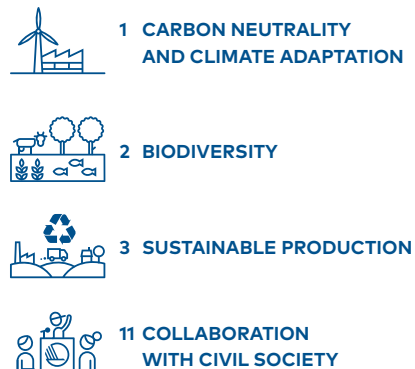 1 CARBON NEUTRALITY
AND CLIMATE ADAPTATION
2 BIODIVERSITY
3 SUSTAINABLE PRODUCTION
11 COLLABORATION
WITH CIVIL SOCIETY